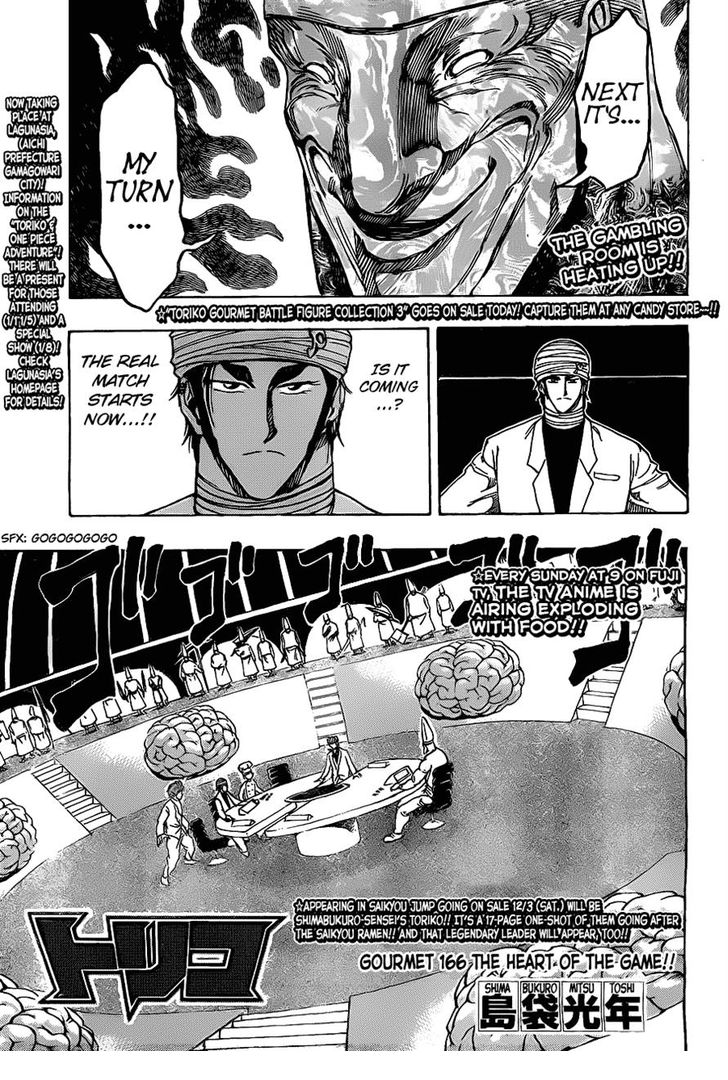 NEXT
IT'S...
MY
TURN
...
THE GAMBLING
ROOM IS
HEATING UP!!
NOW TAKING
PLACE AT
LAGUNASIA,
(AICHI
PREFECTURE
GAMAGOWARI
CITY)!
INFORMATION
ON THE
"TORIKO &
ONE PIECE
ADVENTURE"!
THERE WILL
BE A PRESENT
FOR THOSE
ATTENDING
(1/1~1/5) AND A
SPECIAL
SHOW (1/8)!
CHECK
LAGUNASIA'S
HOMEPAGE
FOR DETAILS!
☆"TORIKO GOURMET BATTLE FIGURE COLLECTION 3" GOES ON SALE TODAY! CAPTURE THEM AT ANY CANDY STORE~!!
IS IT
COMING
...?
THE REAL
MATCH
STARTS
NOW...!!
SFX: GOGOGOGOGO
ゴゴゴゴゴ
☆EVERY SUNDAY AT 9 ON FUJI
TV, THE TV ANIME IS
AIRING EXPLODING
WITH FOOD!!
☆APPEARING IN SAIKYOU JUMP GOING ON SALE 12/3 (SAT.) WILL BE
SHIMABUKURO-SENSEI'S TORIKO!! IT'S A 17-PAGE ONE-SHOT OF THEM GOING AFTER
THE SAIKYOU RAMEN!! AND THAT LEGENDARY LEADER WILL APPEAR, TOO!!
トリコ
GOURMET 166 THE HEART OF THE GAME!!
SHIMA BUKURO MITSU TOSHI
島袋光年